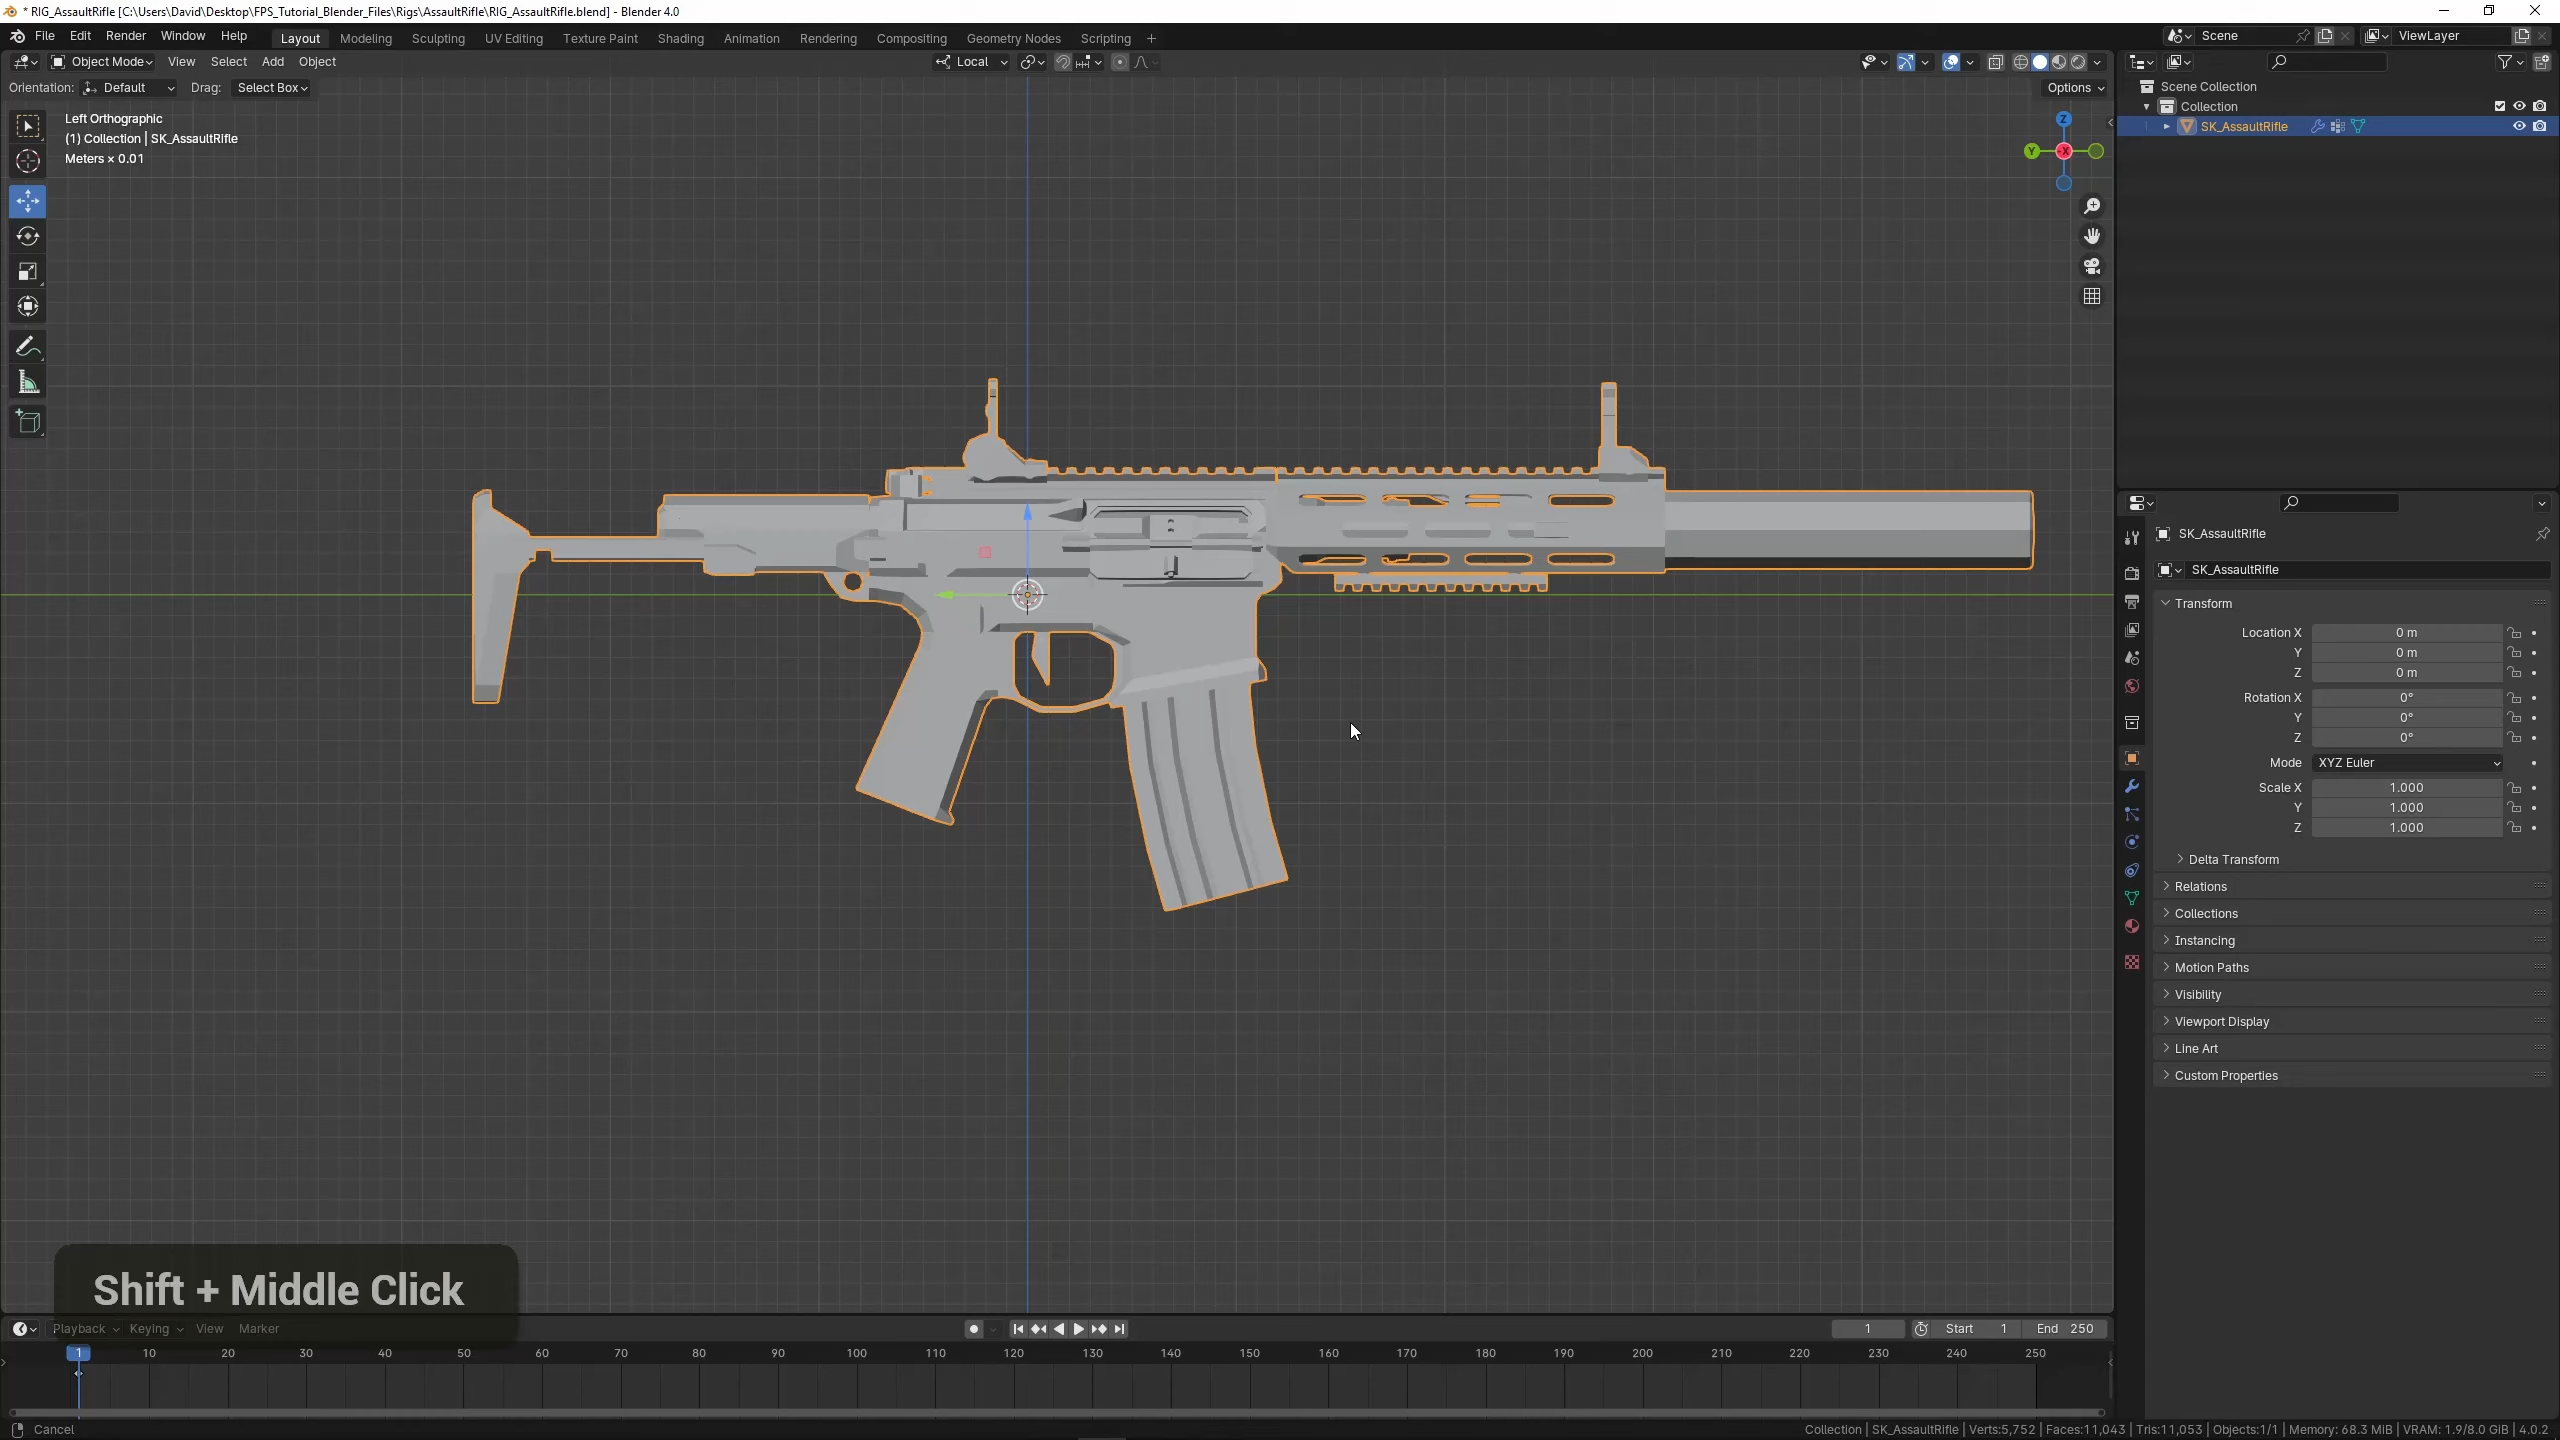 * RIG_AssaultRifle [C:\Users\David\Desktop\FPS_Tutorial_Blender_Files\Rigs\AssaultRifle\RIG_AssaultRifle.blend] - Blender 4.0
File Edit Render Window Help Layout Modeling Sculpting UV Editing Texture Paint Shading Animation Rendering Compositing Geometry Nodes Scripting + Scene ViewLayer
Object Mode View Select Add Object Local
Orientation: Default Drag: Select Box Options
Left Orthographic
(1) Collection | SK_AssaultRifle
Meters × 0.01
Z
Y
-X
Scene Collection
Collection
SK_AssaultRifle
SK_AssaultRifle
SK_AssaultRifle
Transform
Location X 0 m
Y 0 m
Z 0 m
Rotation X 0°
Y 0°
Z 0°
Mode XYZ Euler
Scale X 1.000
Y 1.000
Z 1.000
Delta Transform
Relations
Collections
Instancing
Motion Paths
Visibility
Viewport Display
Line Art
Custom Properties
Shift + Middle Click
Playback Keying View Marker 1 Start 1 End 250
1 10 20 30 40 50 60 70 80 90 100 110 120 130 140 150 160 170 180 190 200 210 220 230 240 250
Cancel
Collection | SK_AssaultRifle | Verts:5,752 | Faces:11,043 | Tris:11,053 | Objects:1/1 | Memory: 68.3 MiB | VRAM: 1.9/8.0 GiB | 4.0.2